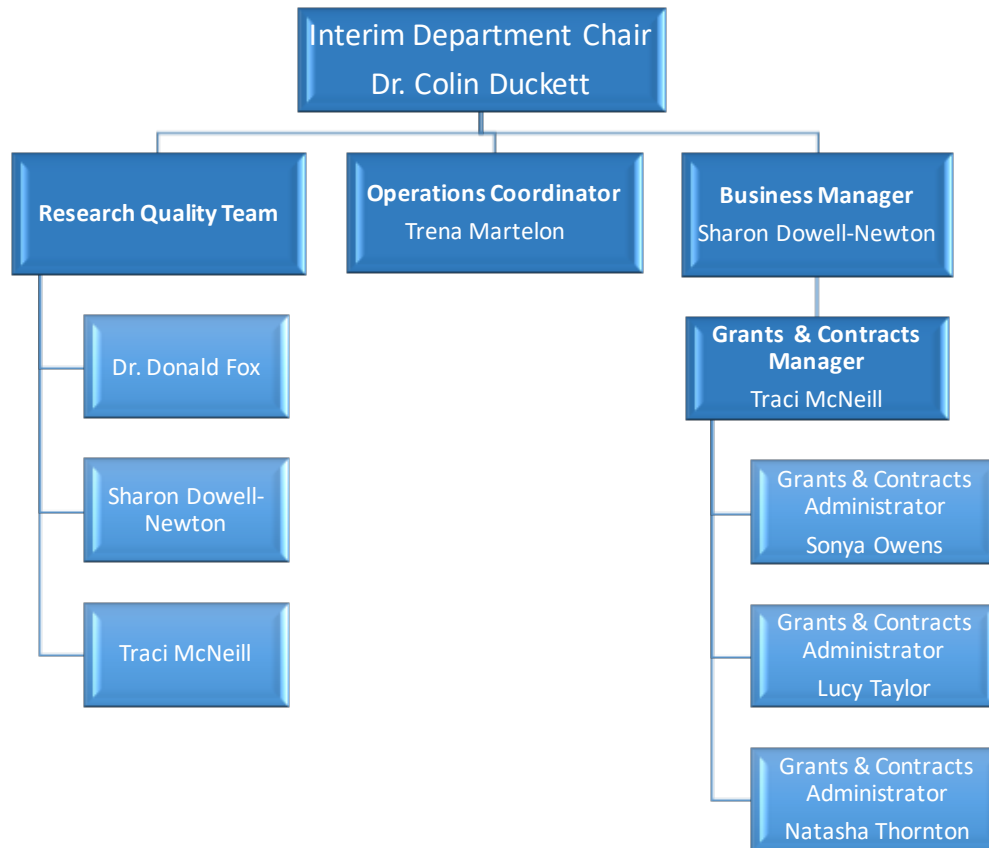 Interim Department Chair
Dr. Colin Duckett
Research Quality Team
Operations Coordinator
Trena Martelon
Business Manager
Sharon Dowell-Newton
Dr. Donald Fox
Sharon Dowell-
Newton
Traci McNeill
Grants & Contracts
Manager
Traci McNeill
Grants & Contracts
Administrator
Sonya Owens
Grants & Contracts
Administrator
Lucy Taylor
Grants & Contracts
Administrator
Natasha Thornton